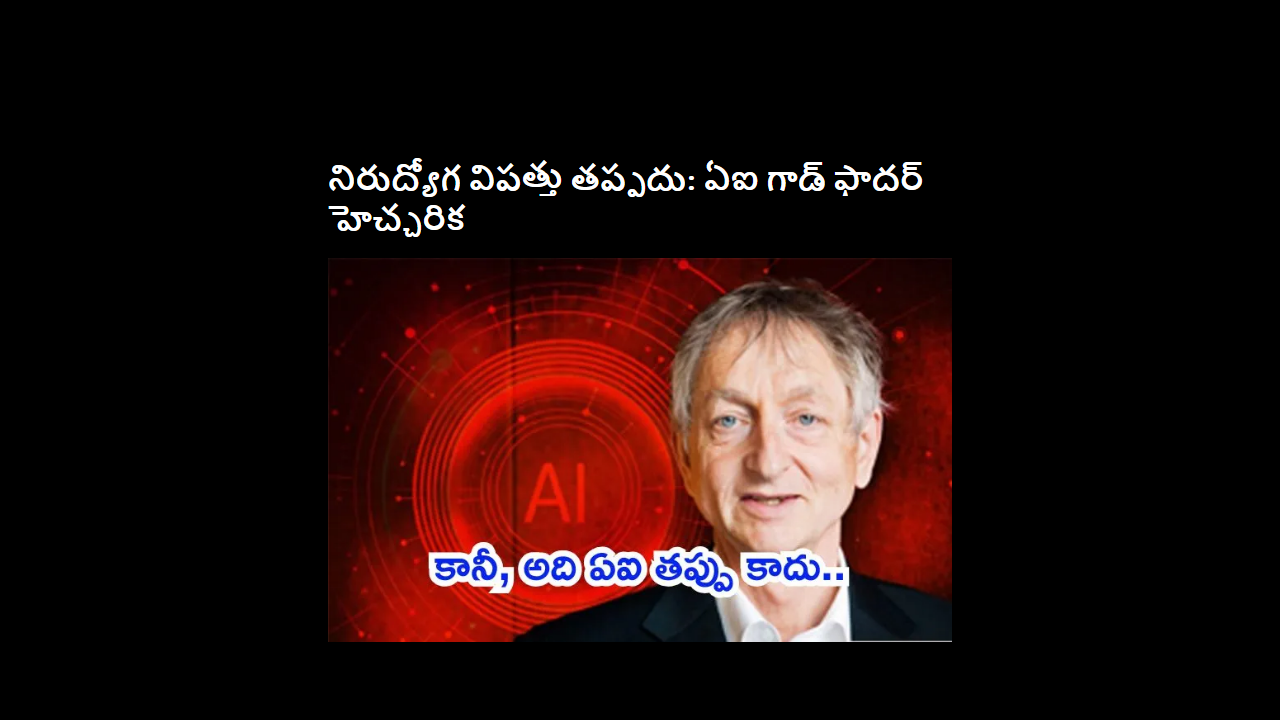 నిరుద్యోగ విపత్తు తప్పదు: ఏఐ గాడ్ ఫాదర్
హెచ్చరిక
AI
కానీ, అది ఏఐ తప్పు కాదు..